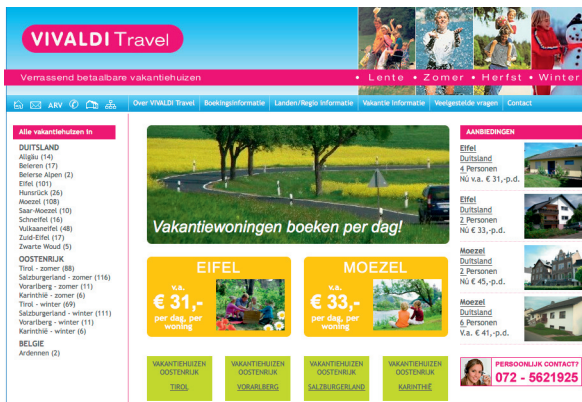 VIVALDI Travel
Verrassend betaalbare vakantiehuizen
• Lente • Zomer • Herfst • Winter
ARV
Over VIVALDI Travel
Boekingsinformatie
Landen/Regio Informatie
Vakantie Informatie
Veelgestelde vragen
Contact
Alle vakantiehuizen in
DUITSLAND
Allgäu (14)
Beieren (17)
Beierse Alpen (2)
Eifel (101)
Hunsrück (26)
Moezel (108)
Saar-Moezel (10)
Schneifel (16)
Vulkaaneifel (48)
Zuid-Eifel (17)
Zwarte Woud (5)
OOSTENRIJK
Tirol - zomer (88)
Salzburgerland - zomer (116)
Vorarlberg - zomer (11)
Karinthië - zomer (6)
Tirol - winter (69)
Salzburgerland - winter (111)
Vorarlberg - winter (11)
Karinthië - winter (6)
BELGIE
Ardennen (2)
Vakantiewoningen boeken per dag!
EIFEL
v.a.
€ 31,-
per dag, per
woning
MOEZEL
v.a.
€ 33,-
per dag, per
woning
VAKANTIEHUIZEN
OOSTENRIJK
TIROL
VAKANTIEHUIZEN
OOSTENRIJK
VORARLBERG
VAKANTIEHUIZEN
OOSTENRIJK
SALZBURGERLAND
VAKANTIEHUIZEN
OOSTENRIJK
KARINTHIË
AANBIEDINGEN
Eifel
Duitsland
4 Personen
Nù v.a. € 31,-p.d.
Eifel
Duitsland
2 Personen
Nù € 33,-p.d.
Moezel
Duitsland
2 Personen
Nù € 45,-p.d.
Moezel
Duitsland
6 Personen
V.a. € 41,-p.d.
PERSOONLIJK CONTACT?
072 - 5621925